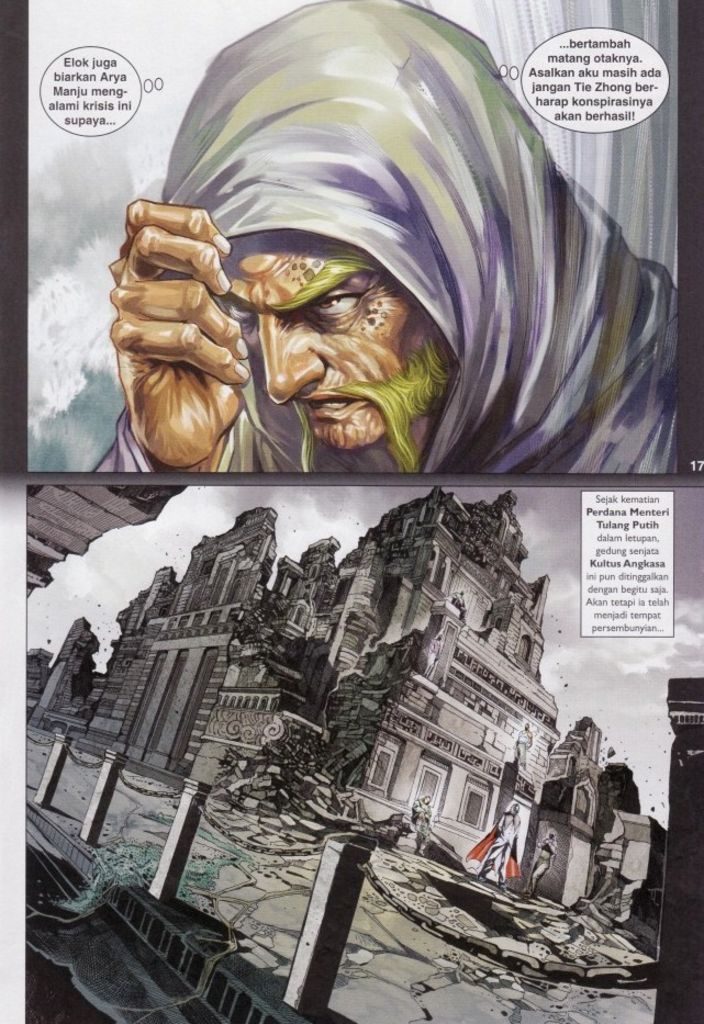 Elok juga
biarkan Arya
Manju meng-
alami krisis ini
supaya...
...bertambah
matang otaknya.
Asalkan aku masih ada
jangan Tie Zhong ber-
harap konspirasinya
akan berhasil!
17
Sejak kematian
Perdana Menteri
Tulang Putih
dalam letupan,
gedung senjata
Kultus Angkasa
ini pun ditinggalkan
dengan begitu saja.
Akan tetapi ia telah
menjadi tempat
persembunyian...